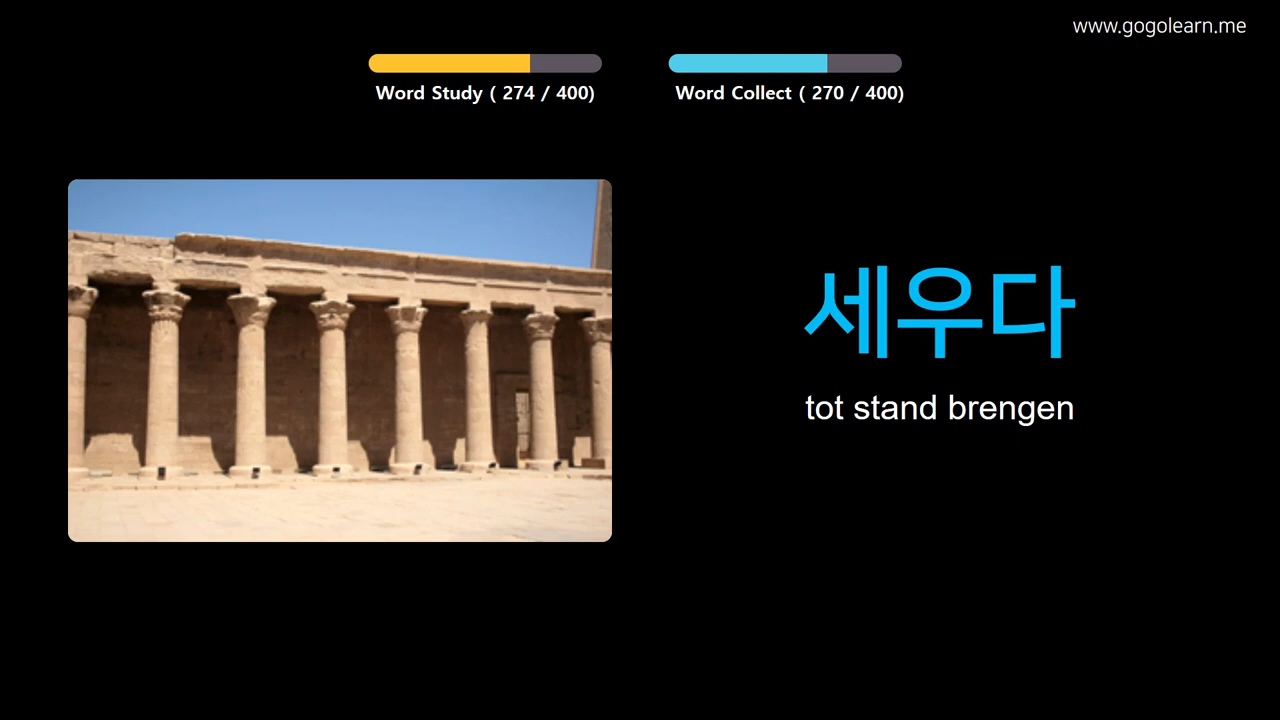 www.gogolearn.me
Word Study ( 274 / 400)
Word Collect ( 270 / 400)
세우다
tot stand brengen